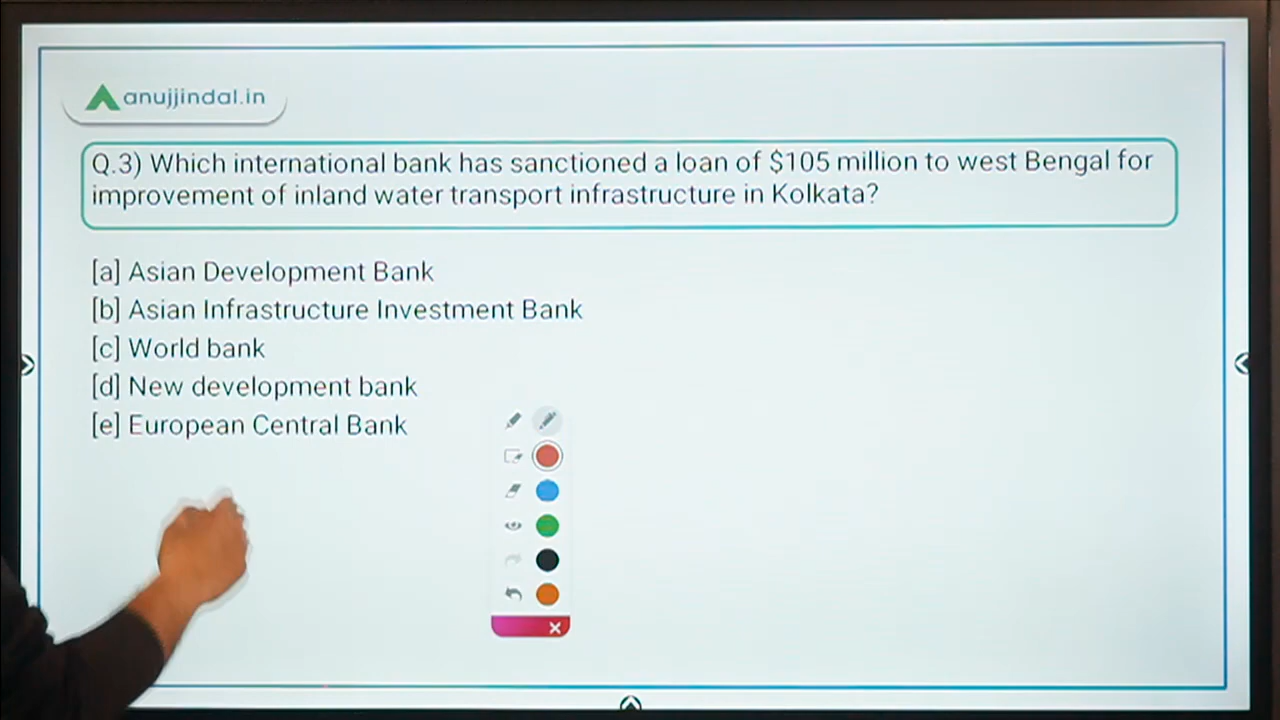 anujjindal.in
Q.3) Which international bank has sanctioned a loan of $105 million to west Bengal for
improvement of inland water transport infrastructure in Kolkata?
[a] Asian Development Bank
[b] Asian Infrastructure Investment Bank
[c] World bank
[d] New development bank
[e] European Central Bank